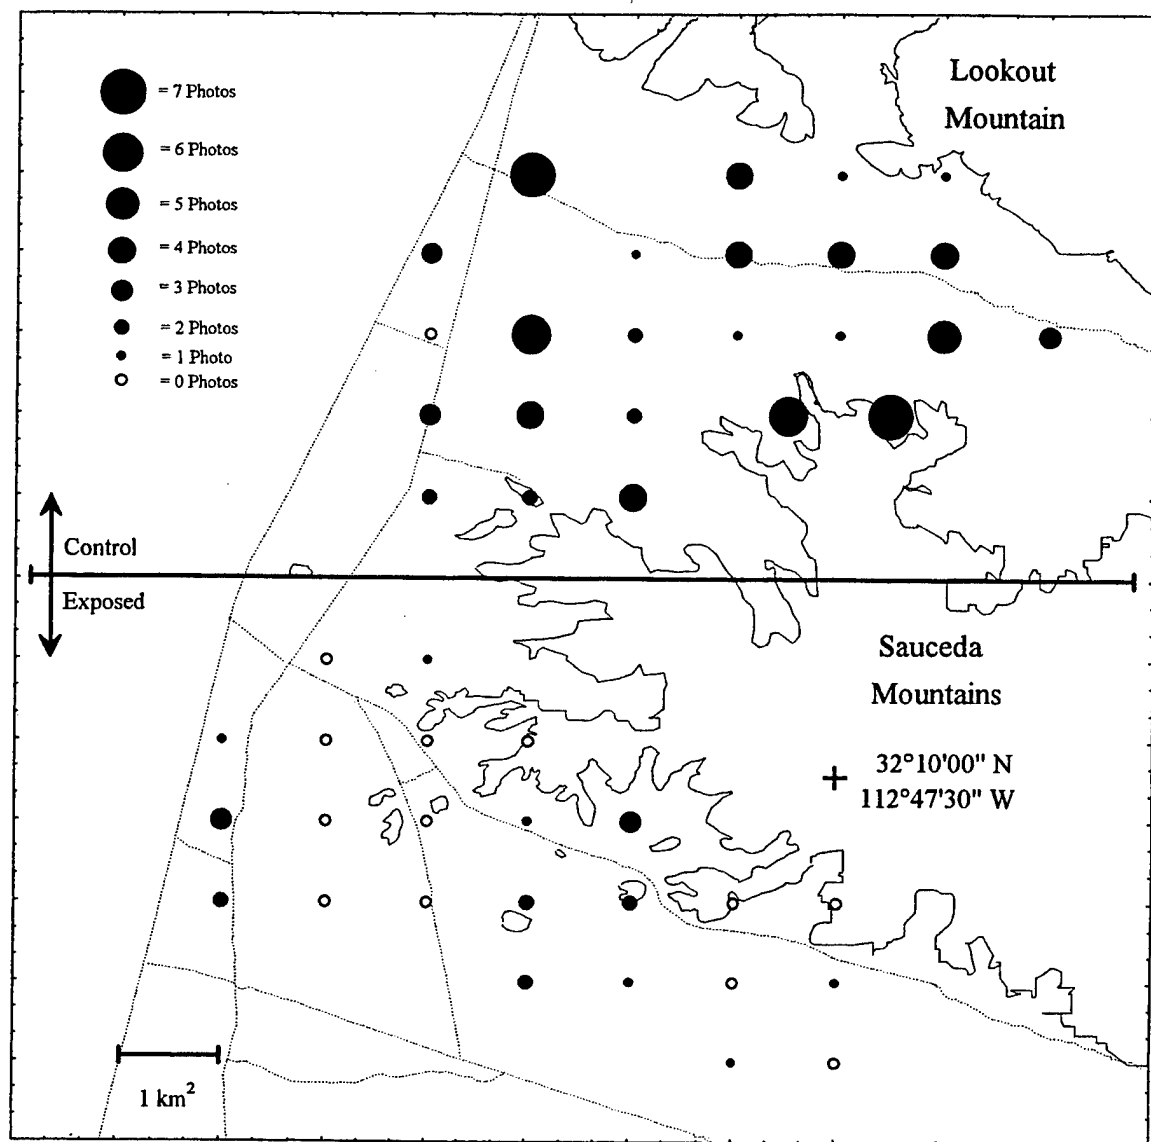 Lookout
Mountain
= 7 Photos
= 6 Photos
= 5 Photos
= 4 Photos
= 3 Photos
= 2 Photos
= 1 Photo
= 0 Photos
Control
Exposed
Sauceda
Mountains
32°10'00" N
112°47'30" W
1 km2